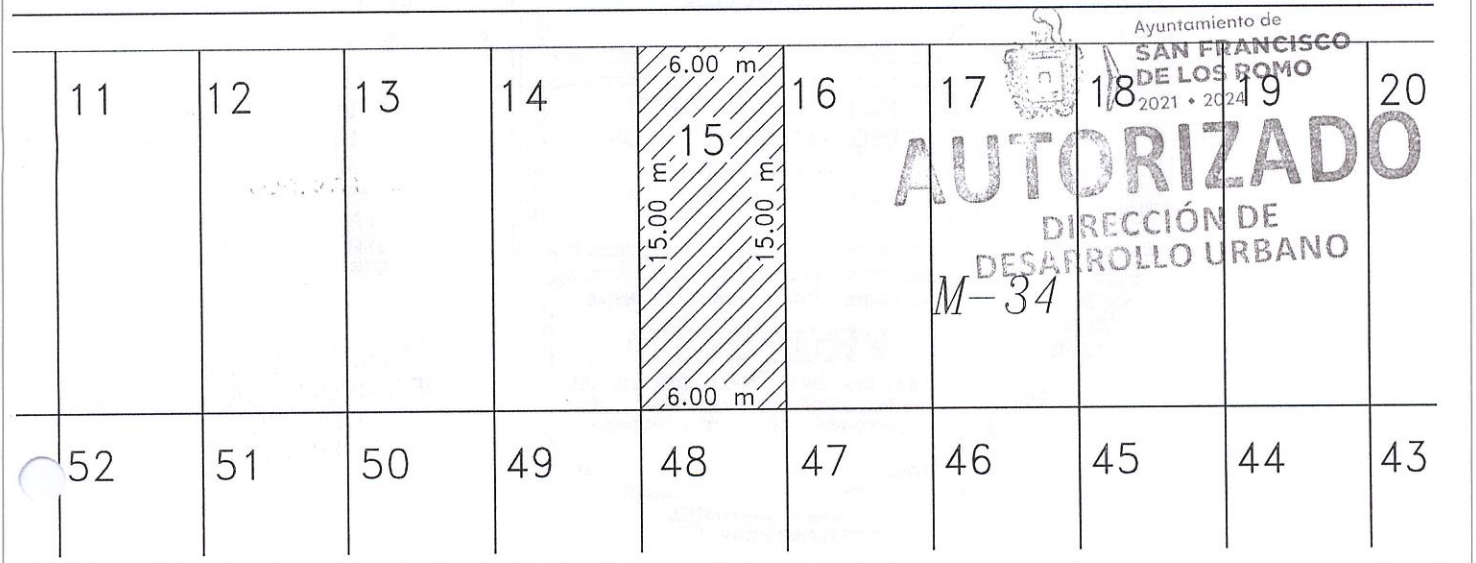 Ayuntamiento de
SAN FRANCISCO
DE LOS ROMO
2021 • 2024
11 12 13 14 15 16 17 18 19 20
6.00 m
15.00 m 15.00 m
6.00 m
AUTORIZADO
DIRECCIÓN DE
DESARROLLO URBANO
M-34
52 51 50 49 48 47 46 45 44 43